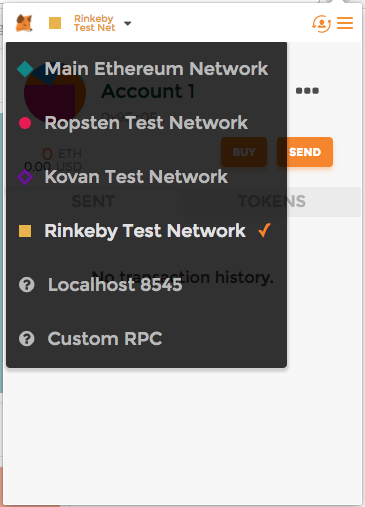 Rinkeby
Test Net
Main Ethereum Network
Account 1
Ropsten Test Network
0 ETH
0.00 USD
BUY
SEND
Kovan Test Network
SENT
TOKENS
Rinkeby Test Network
No transaction history.
Localhost 8545
Custom RPC